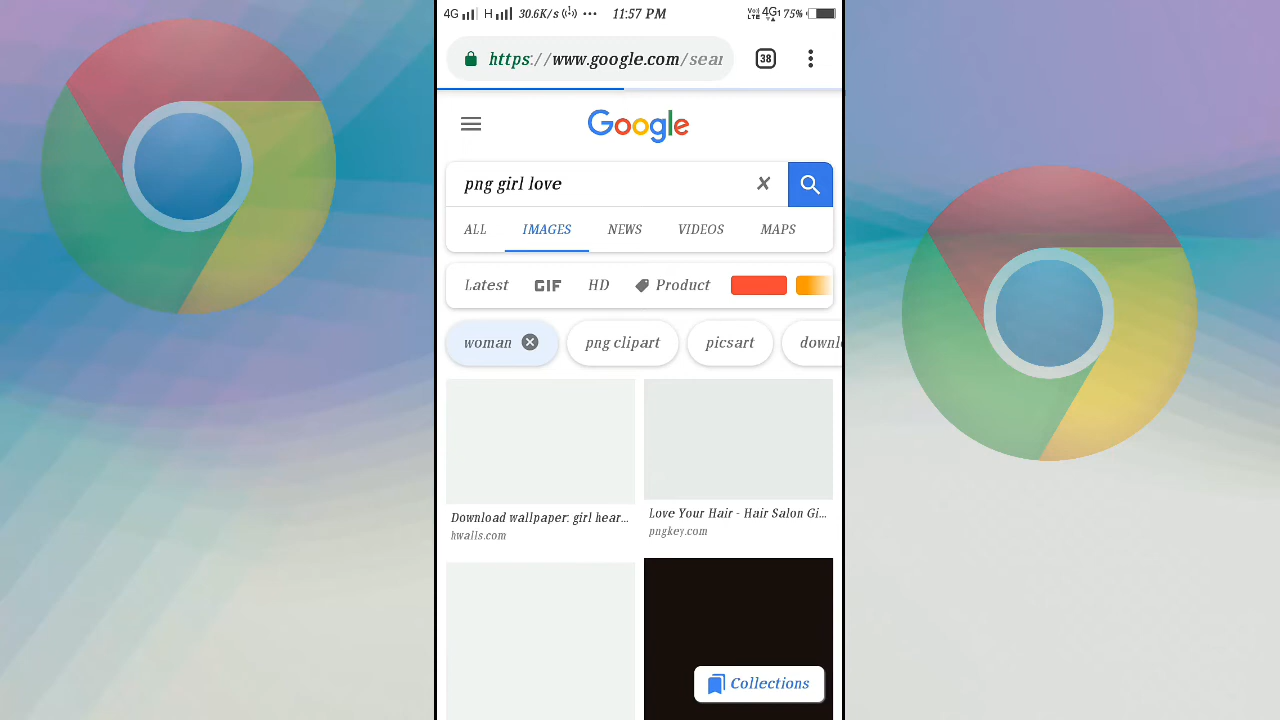 4G H 30.6K/s ••• 11:57 PM 4G 75%
https://www.google.com/sear
38
Google
png girl love
ALL IMAGES NEWS VIDEOS MAPS
Latest GIF HD Product
woman png clipart picsart downl
Download wallpaper: girl hear...
hwalls.com
Love Your Hair - Hair Salon Gi...
pngkey.com
Collections